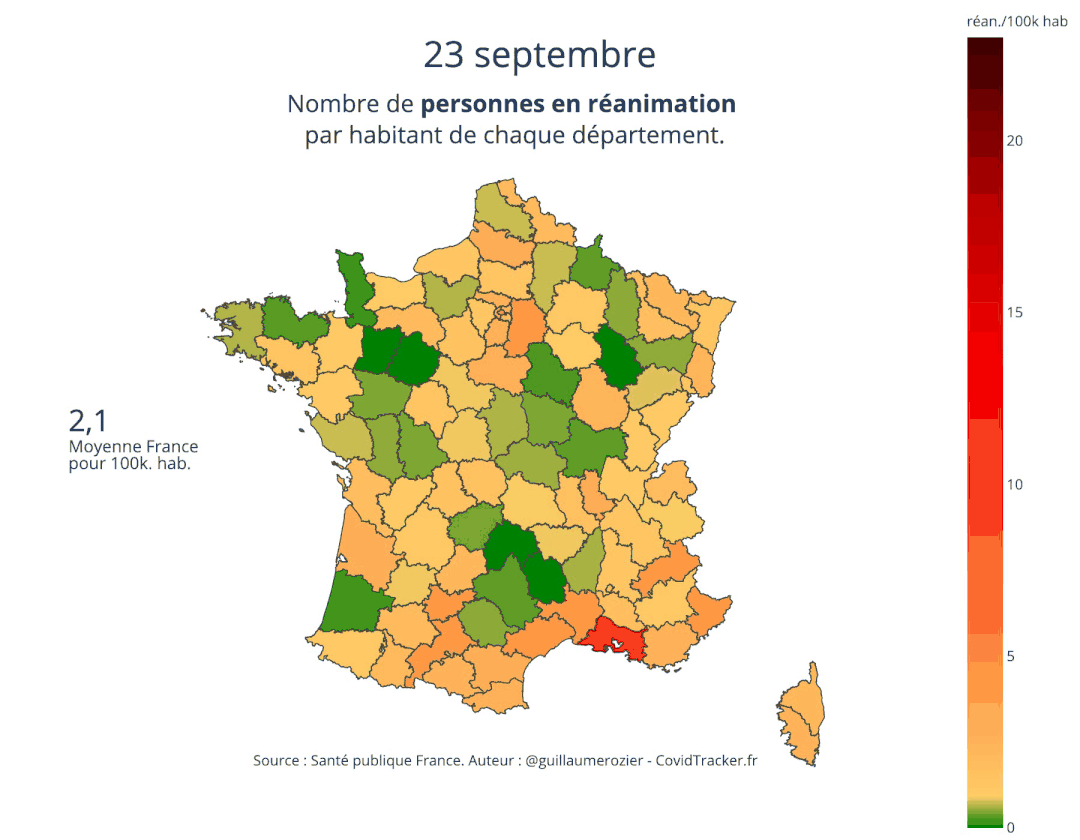 réan./100k hab
23 septembre
Nombre de personnes en réanimation
par habitant de chaque département.
20
15
2,1
Moyenne France
pour 100k. hab.
10
5
Source : Santé publique France. Auteur : @guillaumerozier - CovidTracker.fr
0